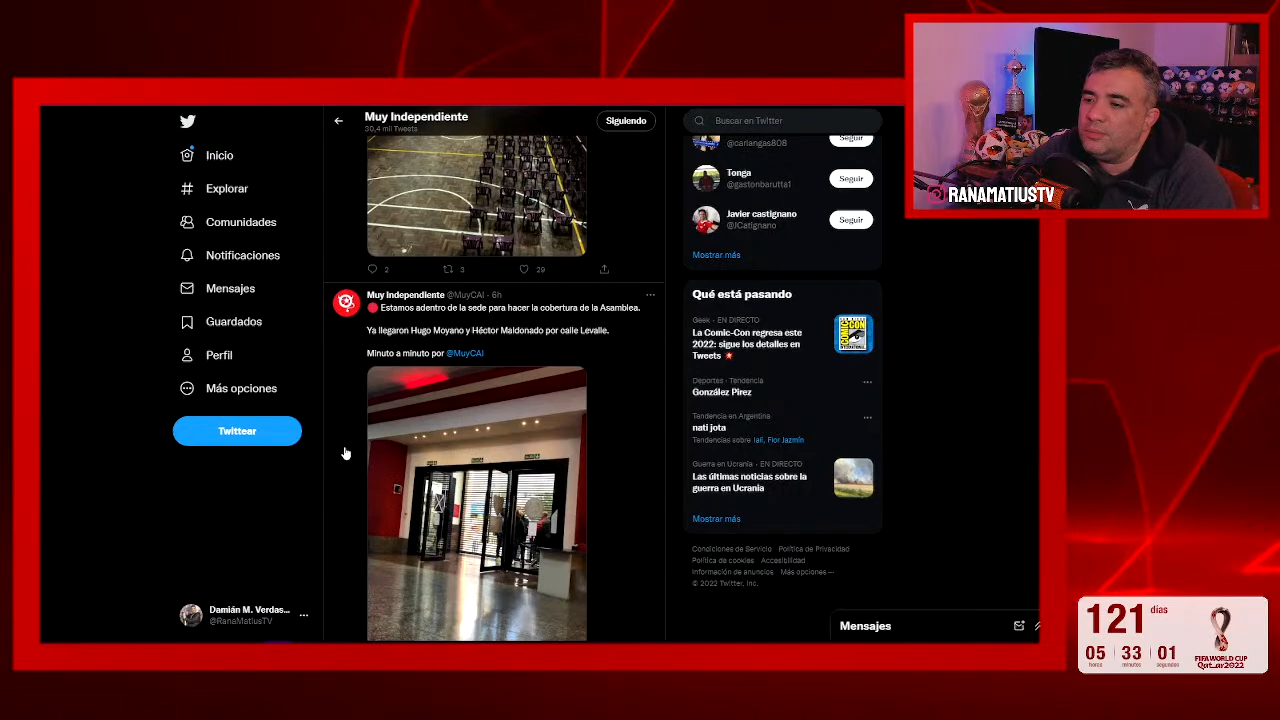 Muy Independiente
30,4 mil Tweets
Siguiendo
Inicio
Explorar
Comunidades
Notificaciones
Mensajes
Guardados
Perfil
Más opciones
Twittear
Damián M. Verdas...
@RanaMatiusTV
2
3
29
Muy Independiente @MuyCAI · 6h
Estamos adentro de la sede para hacer la cobertura de la Asamblea.
Ya llegaron Hugo Moyano y Héctor Maldonado por calle Levalle.
Minuto a minuto por @MuyCAI
Buscar en Twitter
@carlangas808
Seguir
Tonga
@gastonbarutta1
Seguir
Javier castignano
@JCatignano
Seguir
Mostrar más
Qué está pasando
Geek · EN DIRECTO
La Comic-Con regresa este
2022: sigue los detalles en
Tweets
COMIC CON
INTERNATIONAL
Deportes · Tendencia
González Pirez
Tendencia en Argentina
nati jota
Tendencias sobre lali, Flor Jazmín
Guerra en Ucrania · EN DIRECTO
Las últimas noticias sobre la
guerra en Ucrania
Mostrar más
Condiciones de Servicio Política de Privacidad
Política de cookies Accesibilidad
Información de anuncios Más opciones
© 2022 Twitter, Inc.
Mensajes
RANAMATIUSTV
121 días
05 33 01
horas minutos segundos
FIFA WORLD CUP
Qatar2022